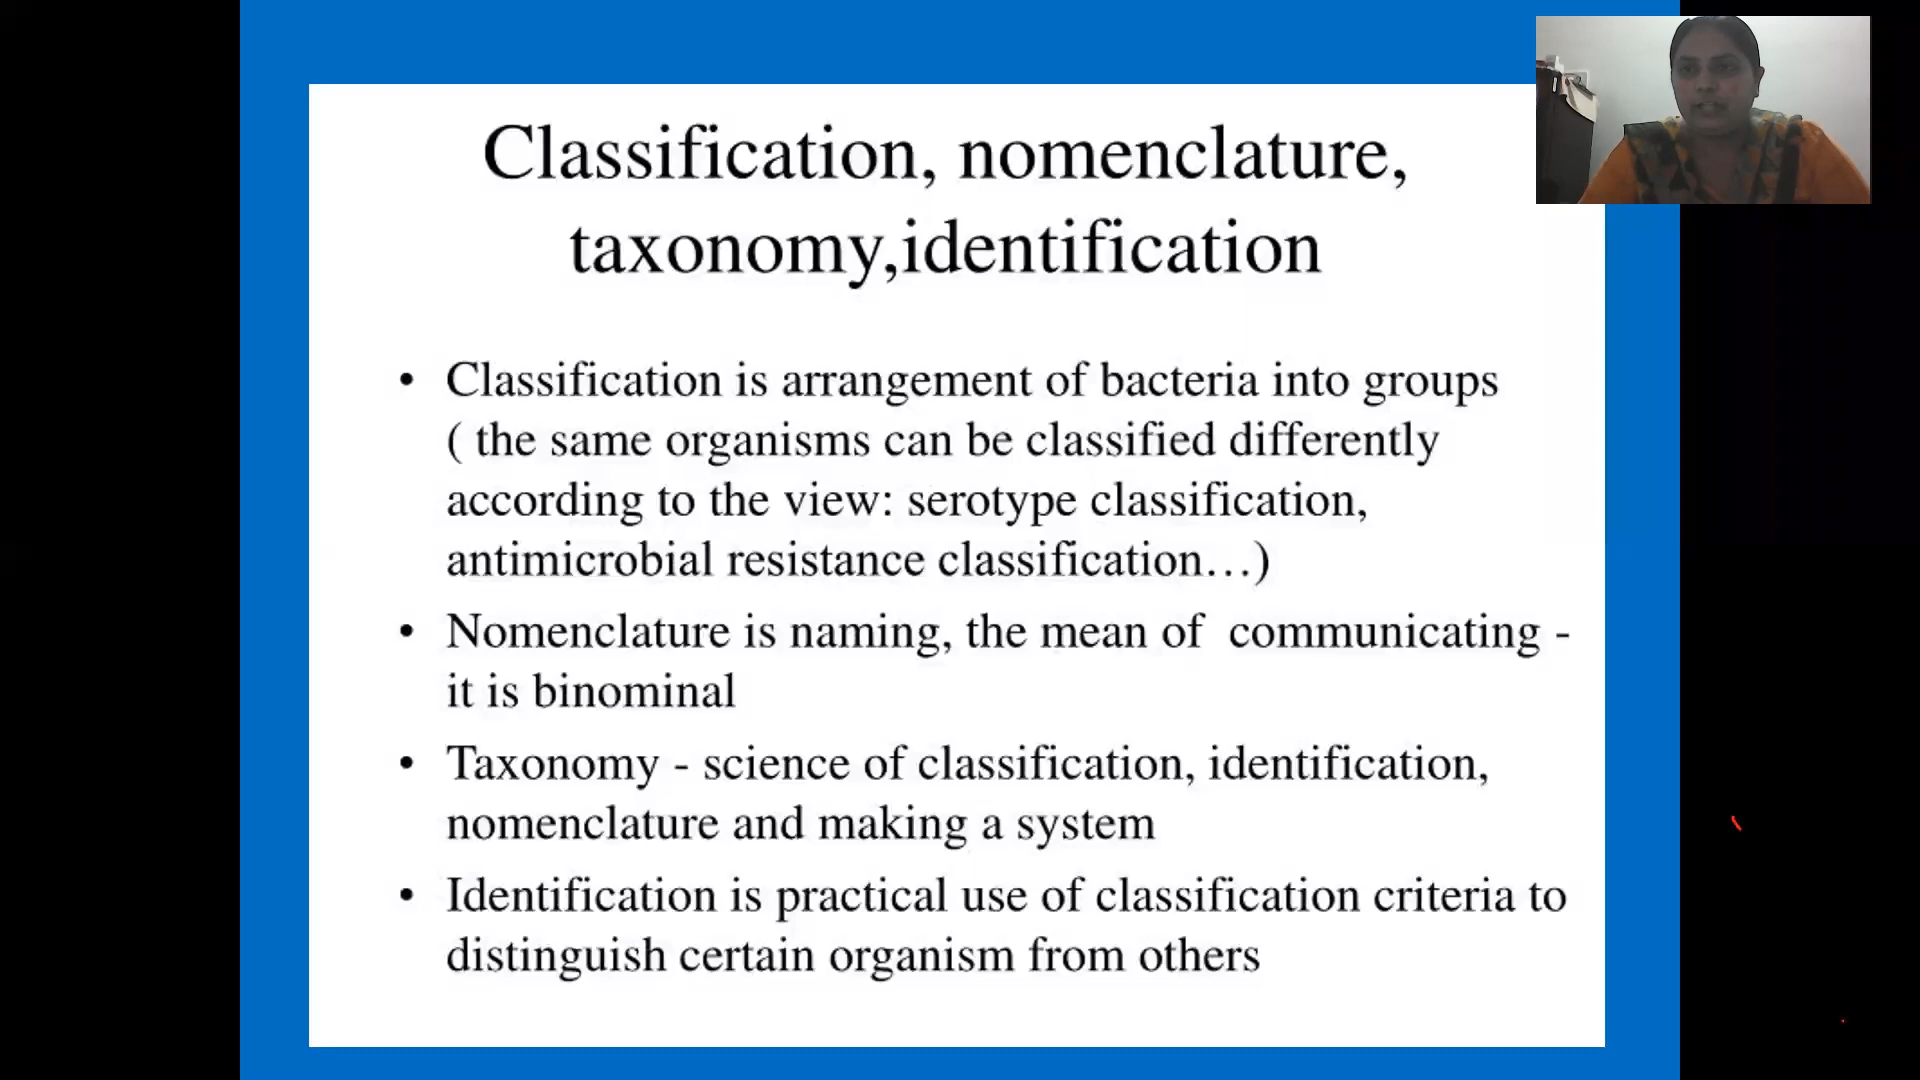 Classification, nomenclature,
taxonomy,identification
• Classification is arrangement of bacteria into groups
( the same organisms can be classified differently
according to the view: serotype classification,
antimicrobial resistance classification…)
• Nomenclature is naming, the mean of  communicating -
it is binominal
• Taxonomy - science of classification, identification,
nomenclature and making a system
• Identification is practical use of classification criteria to
distinguish certain organism from others